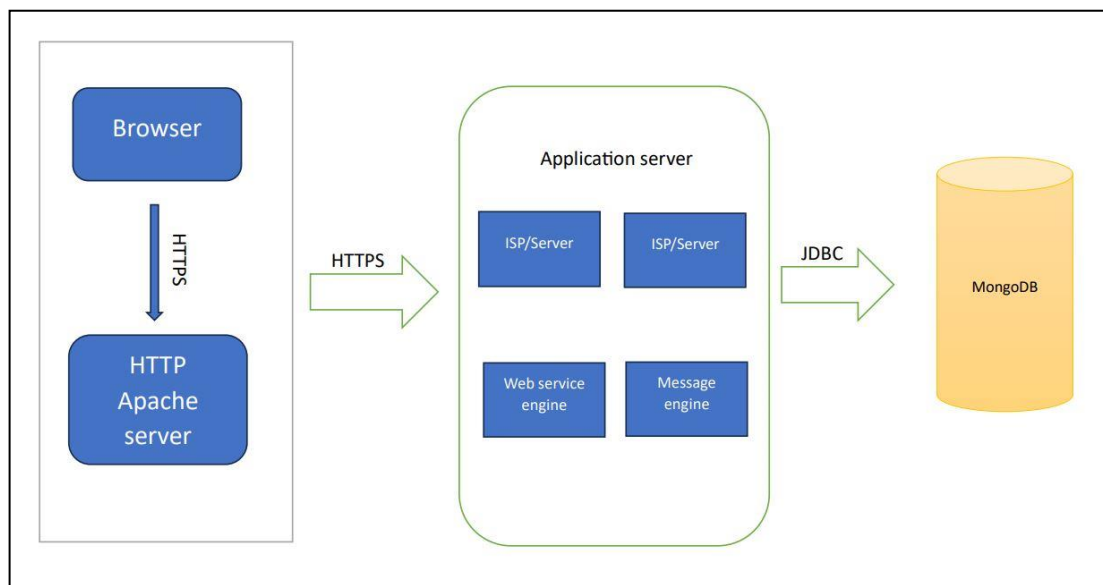 Browser
HTTPS
HTTP
Apache
server
HTTPS
Application server
ISP/Server
ISP/Server
Web service
engine
Message
engine
JDBC
MongoDB